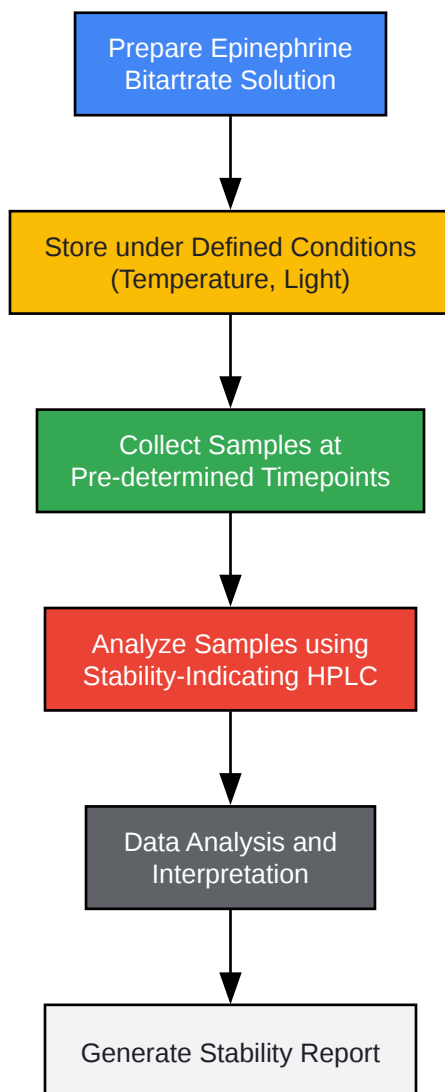 Prepare Epinephrine
Bitartrate Solution
Store under Defined Conditions
(Temperature, Light)
Collect Samples at
Pre-determined Timepoints
Analyze Samples using
Stability-Indicating HPLC
Data Analysis and
Interpretation
Generate Stability Report